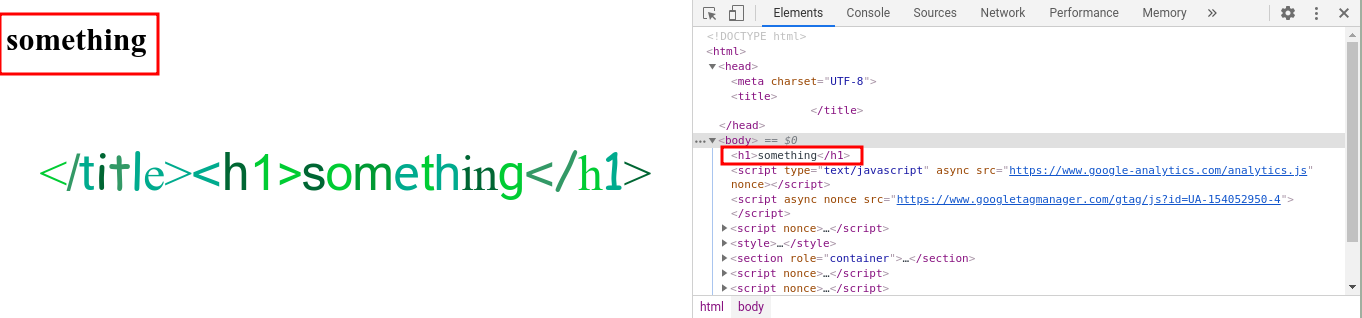 something
</title><h1>something</h1>
Elements Console Sources Network Performance Memory »
<!DOCTYPE html>
<html>
▼<head>
<meta charset="UTF-8">
<title>
</title>
</head>
…▼<body> == $0
<h1>something</h1>
<script type="text/javascript" async src="https://www.google-analytics.com/analytics.js"
nonce></script>
<script async nonce src="https://www.googletagmanager.com/gtag/js?id=UA-154052950-4">
</script>
▶<script nonce>…</script>
▶<style>…</style>
▶<section role="container">…</section>
▶<script nonce>…</script>
▶<script nonce>…</script>
html body